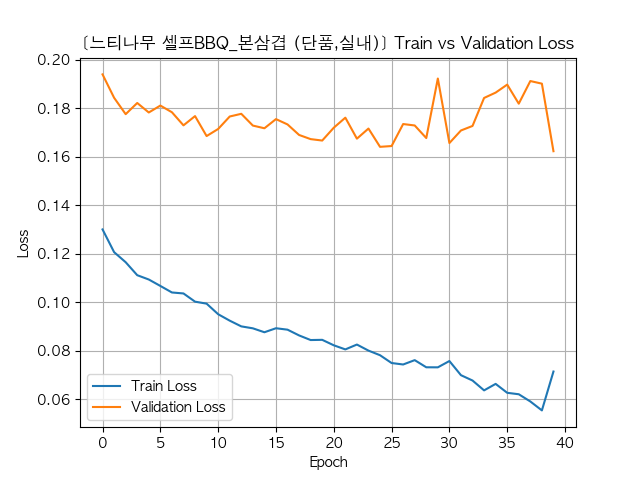 [느티나무 셀프BBQ_본삼겹 (단품,실내)] Train vs Validation Loss
0.20
0.18
0.16
0.14
0.12
0.10
0.08
0.06
Loss
Train Loss
Validation Loss
0 5 10 15 20 25 30 35 40
Epoch